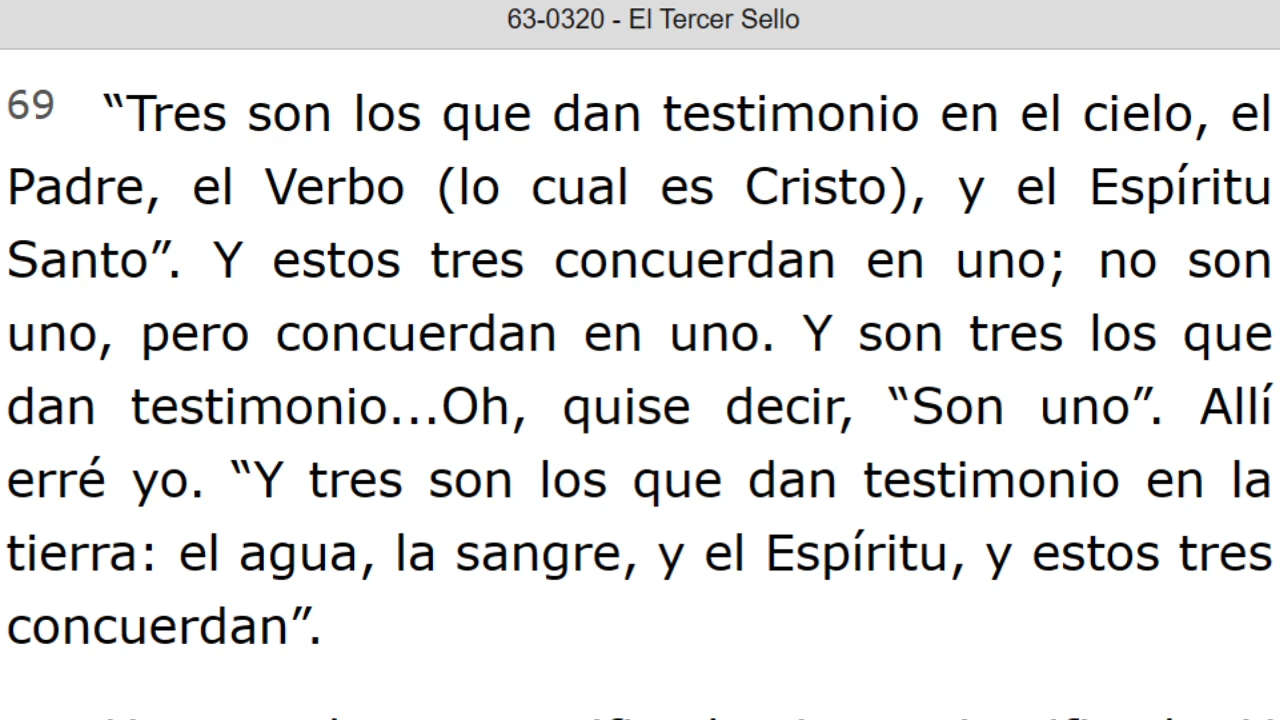 63-0320 - El Tercer Sello
69 “Tres son los que dan testimonio en el cielo, el
Padre, el Verbo (lo cual es Cristo), y el Espíritu
Santo”. Y estos tres concuerdan en uno; no son
uno, pero concuerdan en uno. Y son tres los que
dan testimonio...Oh, quise decir, “Son uno”. Allí
erré yo. “Y tres son los que dan testimonio en la
tierra: el agua, la sangre, y el Espíritu, y estos tres
concuerdan”.